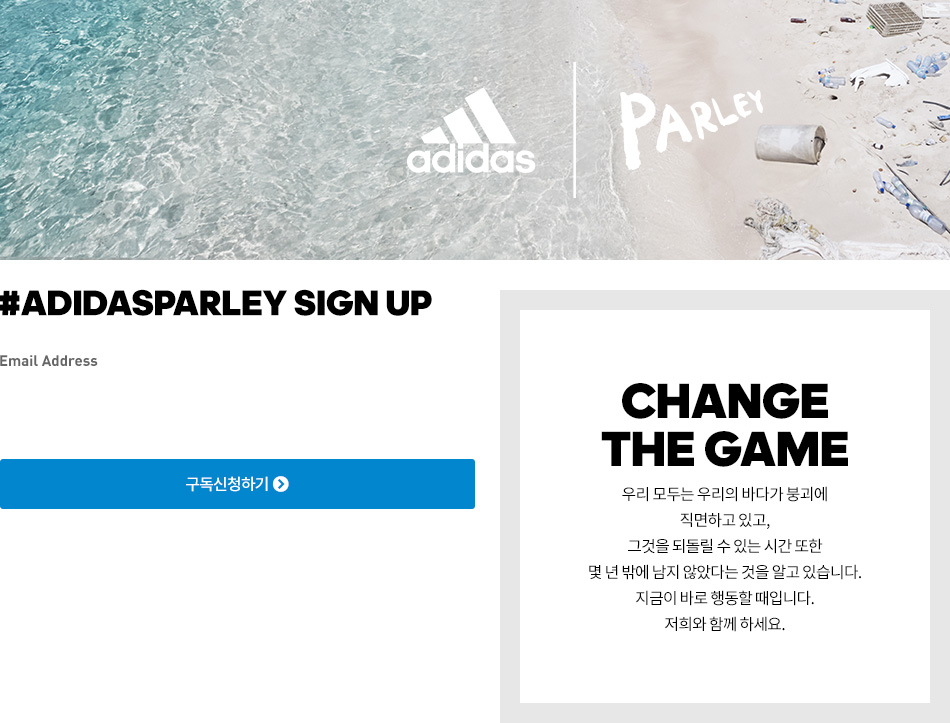 adidas
PARLEY
#ADIDASPARLEY SIGN UP
Email Address
구독신청하기
CHANGE
THE GAME
우리 모두는 우리의 바다가 붕괴에
직면하고 있고,
그것을 되돌릴 수 있는 시간 또한
몇 년 밖에 남지 않았다는 것을 알고 있습니다.
지금이 바로 행동할 때입니다.
저희와 함께 하세요.